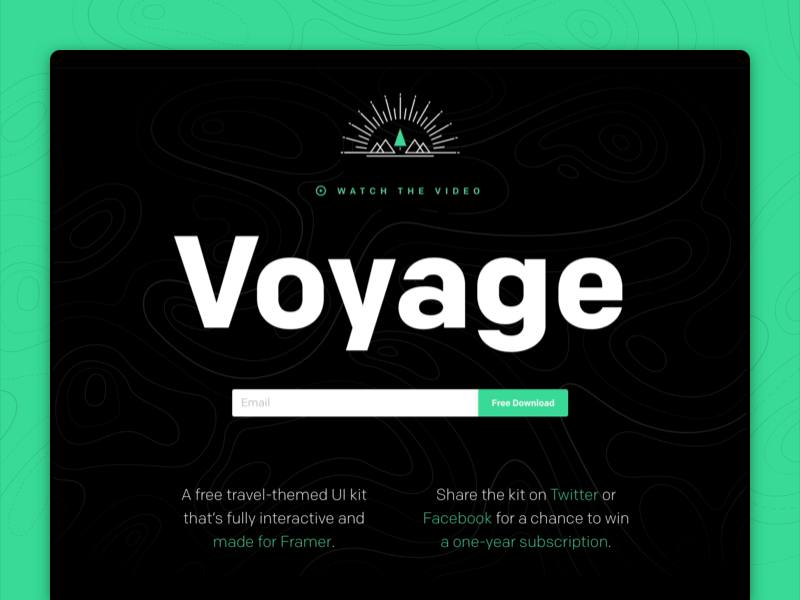 WATCH THE VIDEO
Voyage
Email
Free Download
A free travel-themed UI kit
that's fully interactive and
made for Framer.
Share the kit on Twitter or
Facebook for a chance to win
a one-year subscription.